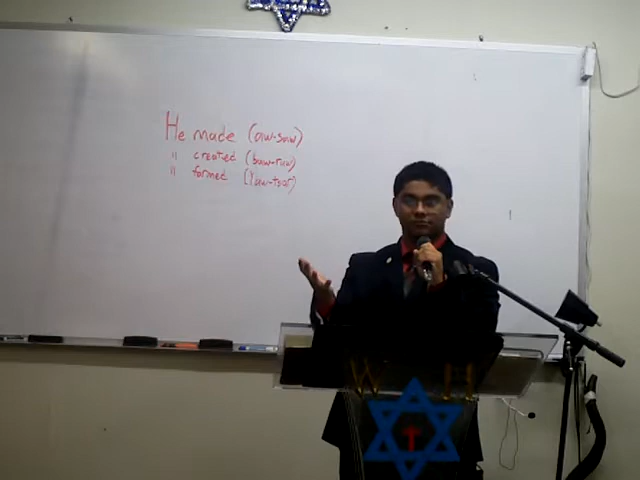 He made (aw-saw)
" created (baw-raw)
" formed (Yaw-tsar)
W H